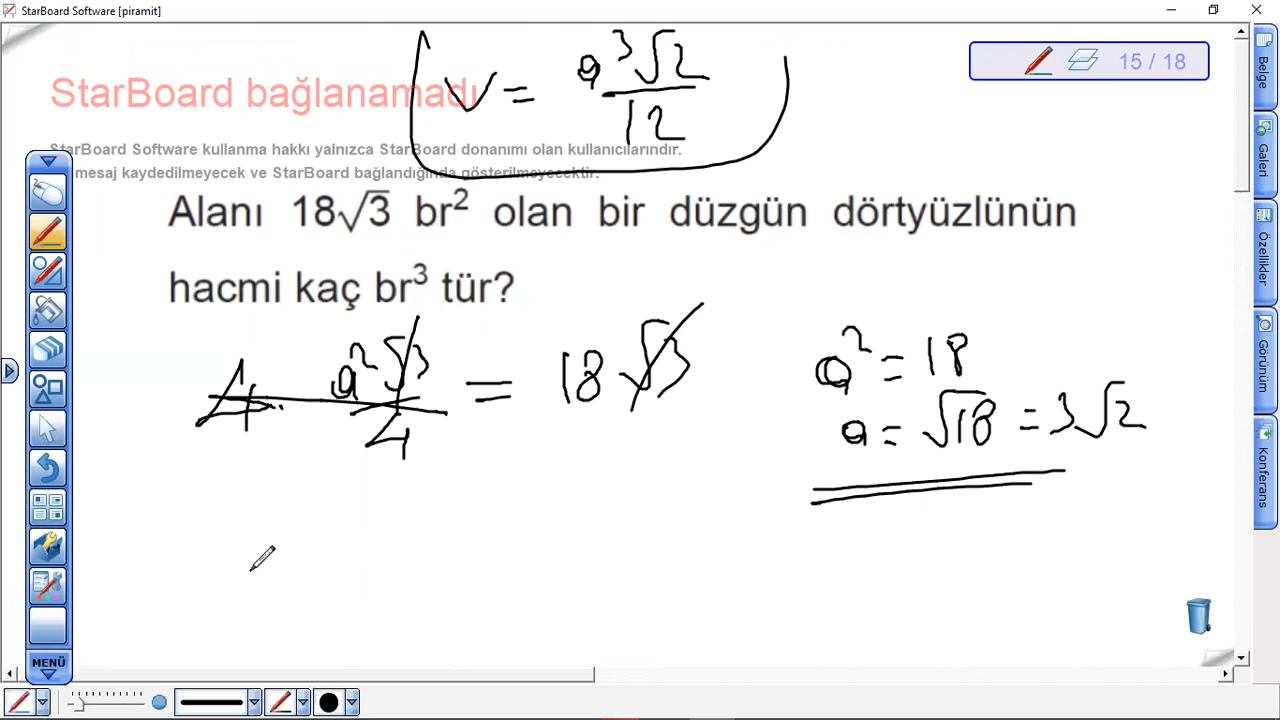 StarBoard Software [piramit]
V = a³√2
12
15 / 18
StarBoard bağlanamadı
StarBoard Software kullanma hakkı yalnızca StarBoard donanımı olan kullanıcılarındır.
mesaj kaydedilmeyecek ve StarBoard bağlandığında gösterilmeyecektir.
Alanı 18√3 br² olan bir düzgün dörtyüzlünün
hacmi kaç br³ tür?
4 a²√3 = 18√3
4
a² = 18
a = √18 = 3√2
Belge
Galeri
Özellikler
Görünüm
Konferans
MENÜ